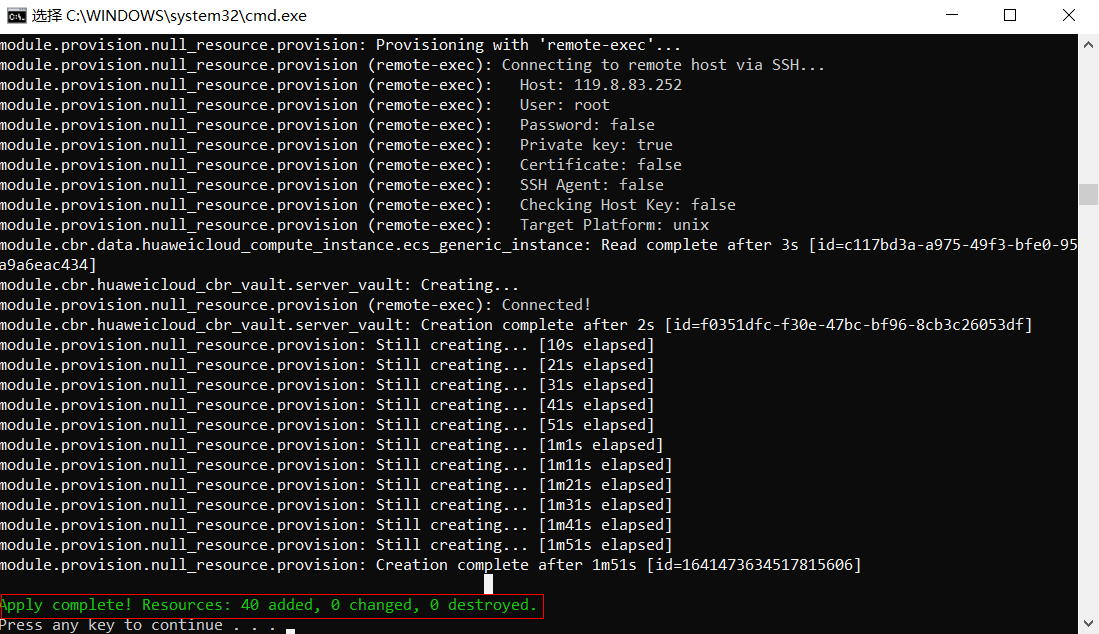 选择 C:\WINDOWS\system32\cmd.exe
module.provision.null_resource.provision: Provisioning with 'remote-exec'...
module.provision.null_resource.provision (remote-exec): Connecting to remote host via SSH...
module.provision.null_resource.provision (remote-exec):   Host: 119.8.83.252
module.provision.null_resource.provision (remote-exec):   User: root
module.provision.null_resource.provision (remote-exec):   Password: false
module.provision.null_resource.provision (remote-exec):   Private key: true
module.provision.null_resource.provision (remote-exec):   Certificate: false
module.provision.null_resource.provision (remote-exec):   SSH Agent: false
module.provision.null_resource.provision (remote-exec):   Checking Host Key: false
module.provision.null_resource.provision (remote-exec):   Target Platform: unix
module.cbr.data.huaweicloud_compute_instance.ecs_generic_instance: Read complete after 3s [id=c117bd3a-a975-49f3-bfe0-95
a9a6eac434]
module.cbr.huaweicloud_cbr_vault.server_vault: Creating...
module.provision.null_resource.provision (remote-exec): Connected!
module.cbr.huaweicloud_cbr_vault.server_vault: Creation complete after 2s [id=f0351dfc-f30e-47bc-bf96-8cb3c26053df]
module.provision.null_resource.provision: Still creating... [10s elapsed]
module.provision.null_resource.provision: Still creating... [21s elapsed]
module.provision.null_resource.provision: Still creating... [31s elapsed]
module.provision.null_resource.provision: Still creating... [41s elapsed]
module.provision.null_resource.provision: Still creating... [51s elapsed]
module.provision.null_resource.provision: Still creating... [1m1s elapsed]
module.provision.null_resource.provision: Still creating... [1m11s elapsed]
module.provision.null_resource.provision: Still creating... [1m21s elapsed]
module.provision.null_resource.provision: Still creating... [1m31s elapsed]
module.provision.null_resource.provision: Still creating... [1m41s elapsed]
module.provision.null_resource.provision: Still creating... [1m51s elapsed]
module.provision.null_resource.provision: Creation complete after 1m51s [id=1641473634517815606]
Apply complete! Resources: 40 added, 0 changed, 0 destroyed.
Press any key to continue . . .